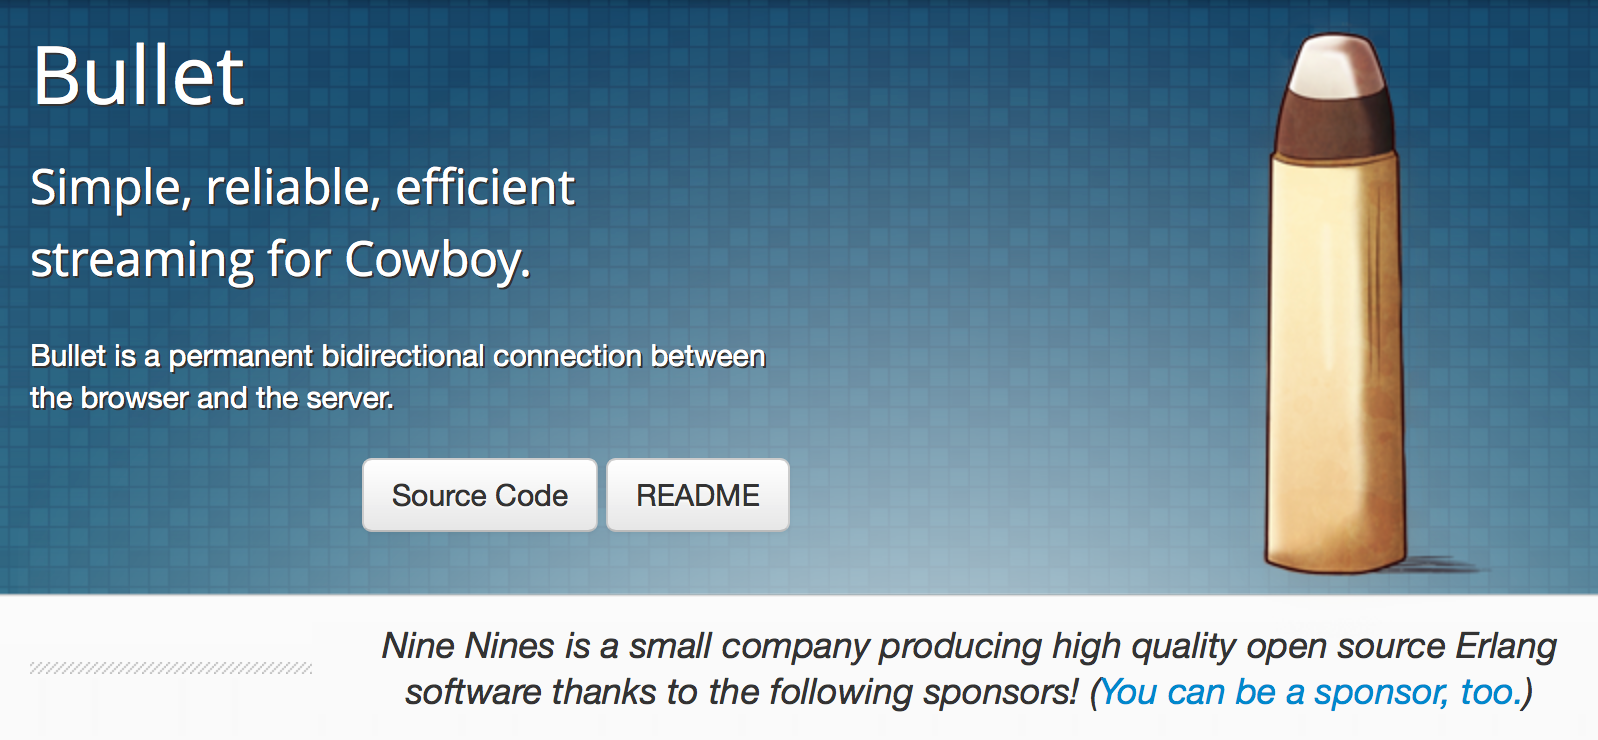 Bullet
Simple, reliable, efficient
streaming for Cowboy.
Bullet is a permanent bidirectional connection between
the browser and the server.
Source Code README
Nine Nines is a small company producing high quality open source Erlang
software thanks to the following sponsors! (You can be a sponsor, too.)